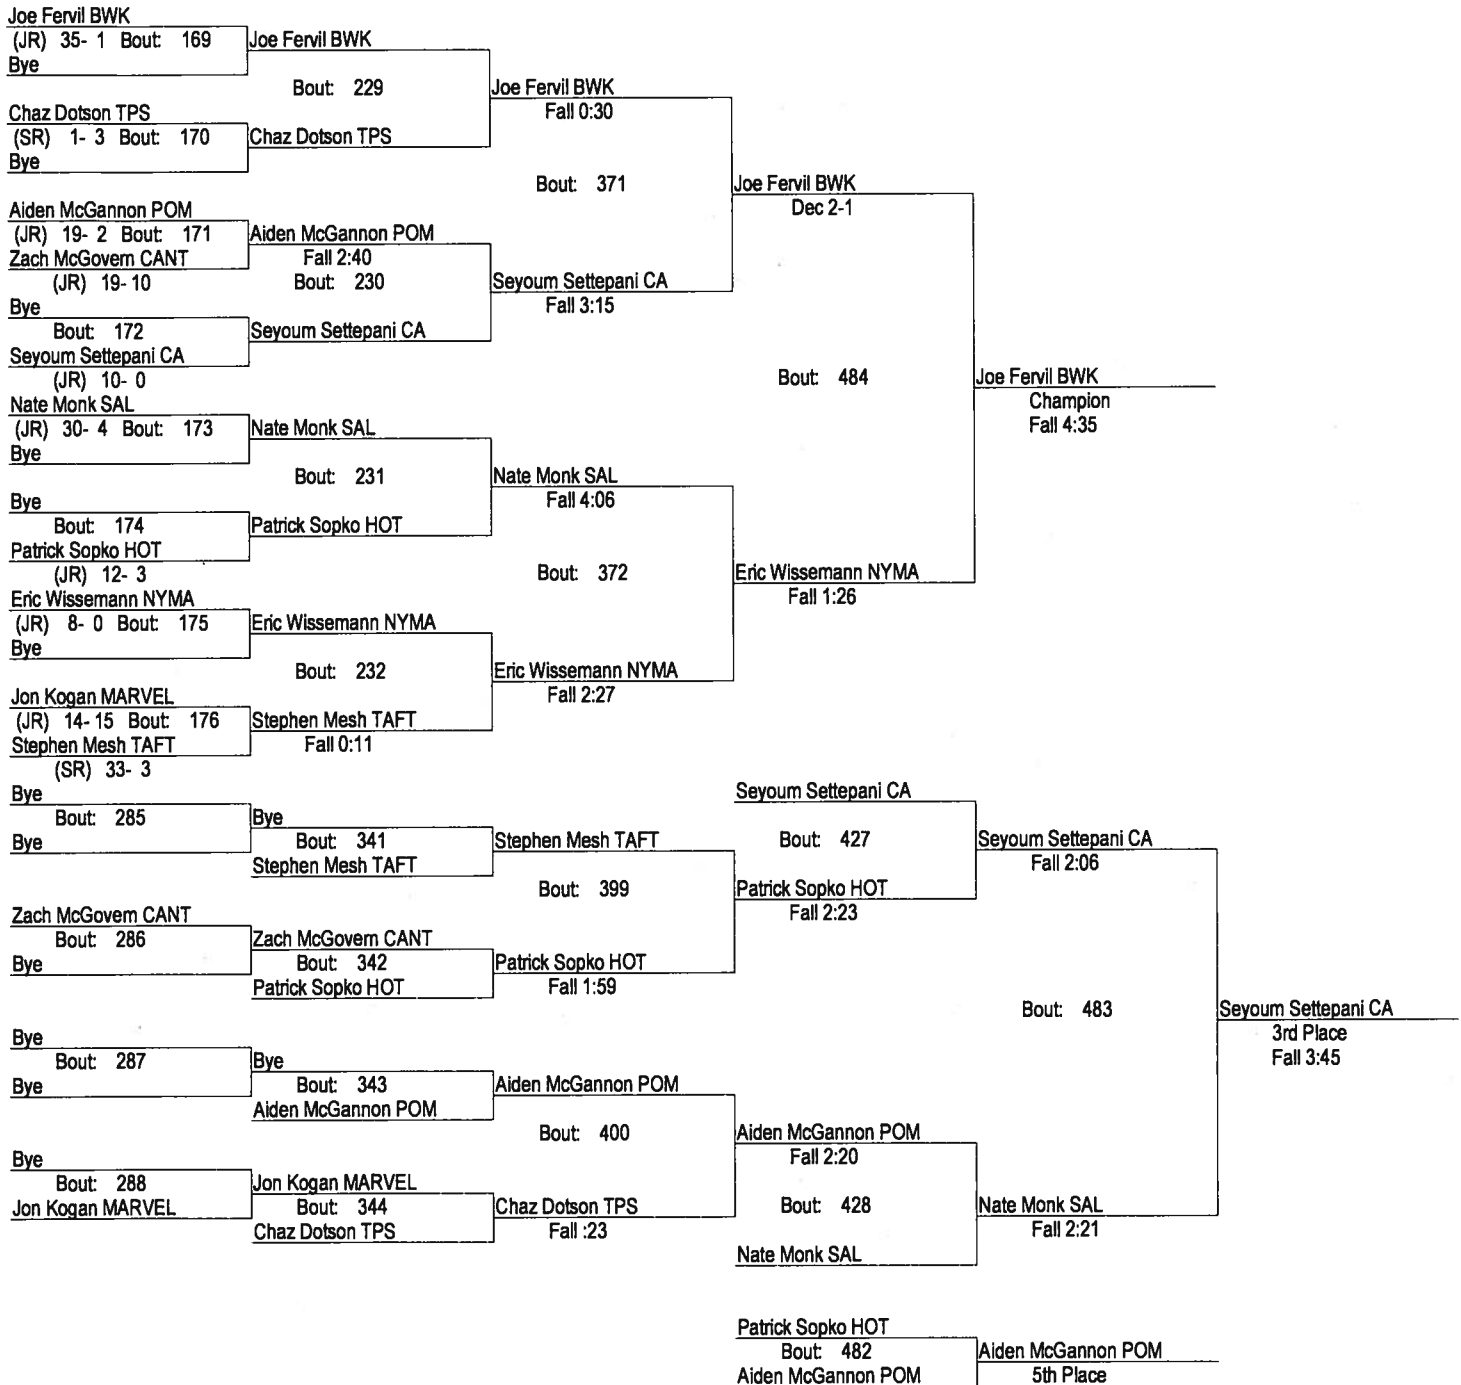 Joe Fervil BWK
(JR) 35- 1 Bout: 169
Bye
Joe Fervil BWK
Bout: 229
Chaz Dotson TPS
(SR) 1- 3 Bout: 170
Bye
Chaz Dotson TPS
Joe Fervil BWK
Fall 0:30
Bout: 371
Aiden McGannon POM
(JR) 19- 2 Bout: 171
Zach McGovern CANT
(JR) 19- 10
Aiden McGannon POM
Fall 2:40
Bout: 230
Bye
Bout: 172
Seyoum Settepani CA
(JR) 10- 0
Seyoum Settepani CA
Seyoum Settepani CA
Fall 3:15
Joe Fervil BWK
Dec 2-1
Bout: 484
Nate Monk SAL
(JR) 30- 4 Bout: 173
Bye
Nate Monk SAL
Bout: 231
Bye
Bout: 174
Patrick Sopko HOT
(JR) 12- 3
Patrick Sopko HOT
Nate Monk SAL
Fall 4:06
Bout: 372
Eric Wissemann NYMA
(JR) 8- 0 Bout: 175
Bye
Eric Wissemann NYMA
Bout: 232
Jon Kogan MARVEL
(JR) 14- 15 Bout: 176
Stephen Mesh TAFT
(SR) 33- 3
Stephen Mesh TAFT
Fall 0:11
Eric Wissemann NYMA
Fall 2:27
Eric Wissemann NYMA
Fall 1:26
Joe Fervil BWK
Champion
Fall 4:35
Bye
Bout: 285
Bye
Bye
Bout: 341
Stephen Mesh TAFT
Stephen Mesh TAFT
Bout: 399
Zach McGovern CANT
Bout: 286
Bye
Zach McGovern CANT
Bout: 342
Patrick Sopko HOT
Patrick Sopko HOT
Fall 1:59
Seyoum Settepani CA
Bout: 427
Patrick Sopko HOT
Fall 2:23
Seyoum Settepani CA
Fall 2:06
Bout: 483
Bye
Bout: 287
Bye
Bye
Bout: 343
Aiden McGannon POM
Aiden McGannon POM
Bout: 400
Bye
Bout: 288
Jon Kogan MARVEL
Jon Kogan MARVEL
Bout: 344
Chaz Dotson TPS
Chaz Dotson TPS
Fall :23
Aiden McGannon POM
Fall 2:20
Bout: 428
Nate Monk SAL
Nate Monk SAL
Fall 2:21
Seyoum Settepani CA
3rd Place
Fall 3:45
Patrick Sopko HOT
Bout: 482
Aiden McGannon POM
Aiden McGannon POM
5th Place